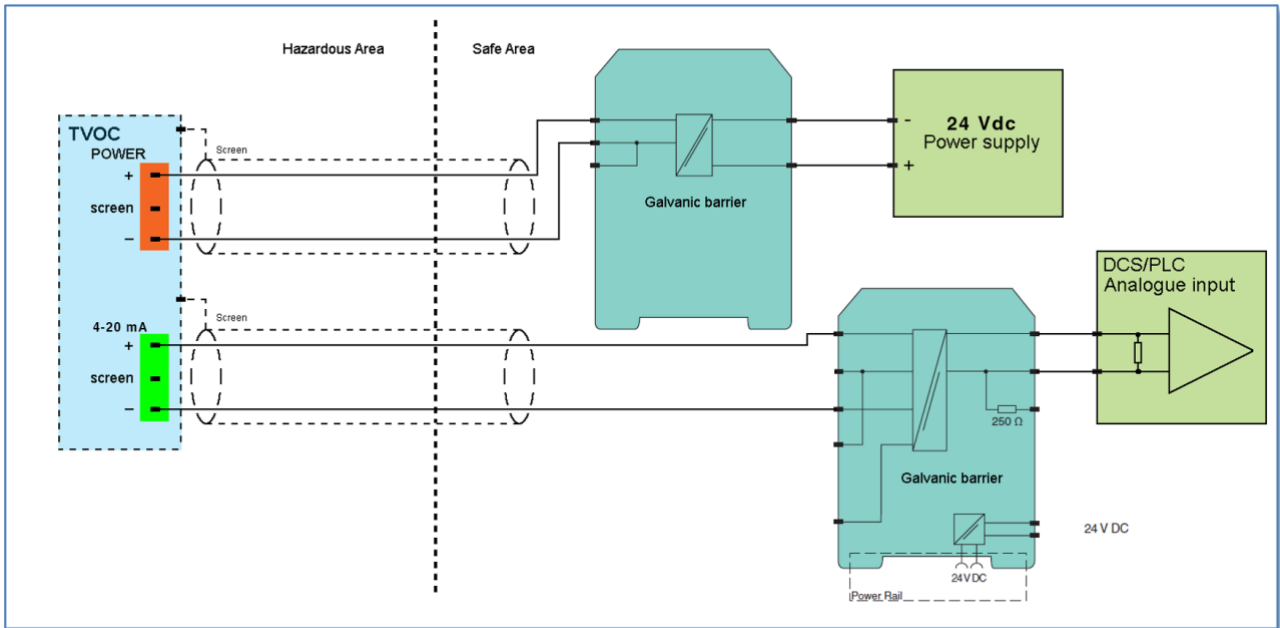 Hazardous Area
Safe Area
TVOC
POWER
+
screen
–
Screen
Galvanic barrier
24 Vdc
Power supply
-
+
4-20 mA
+
screen
–
Screen
DCS/PLC
Analogue input
250 Ω
Galvanic barrier
24 V DC
24V DC
Power Rail